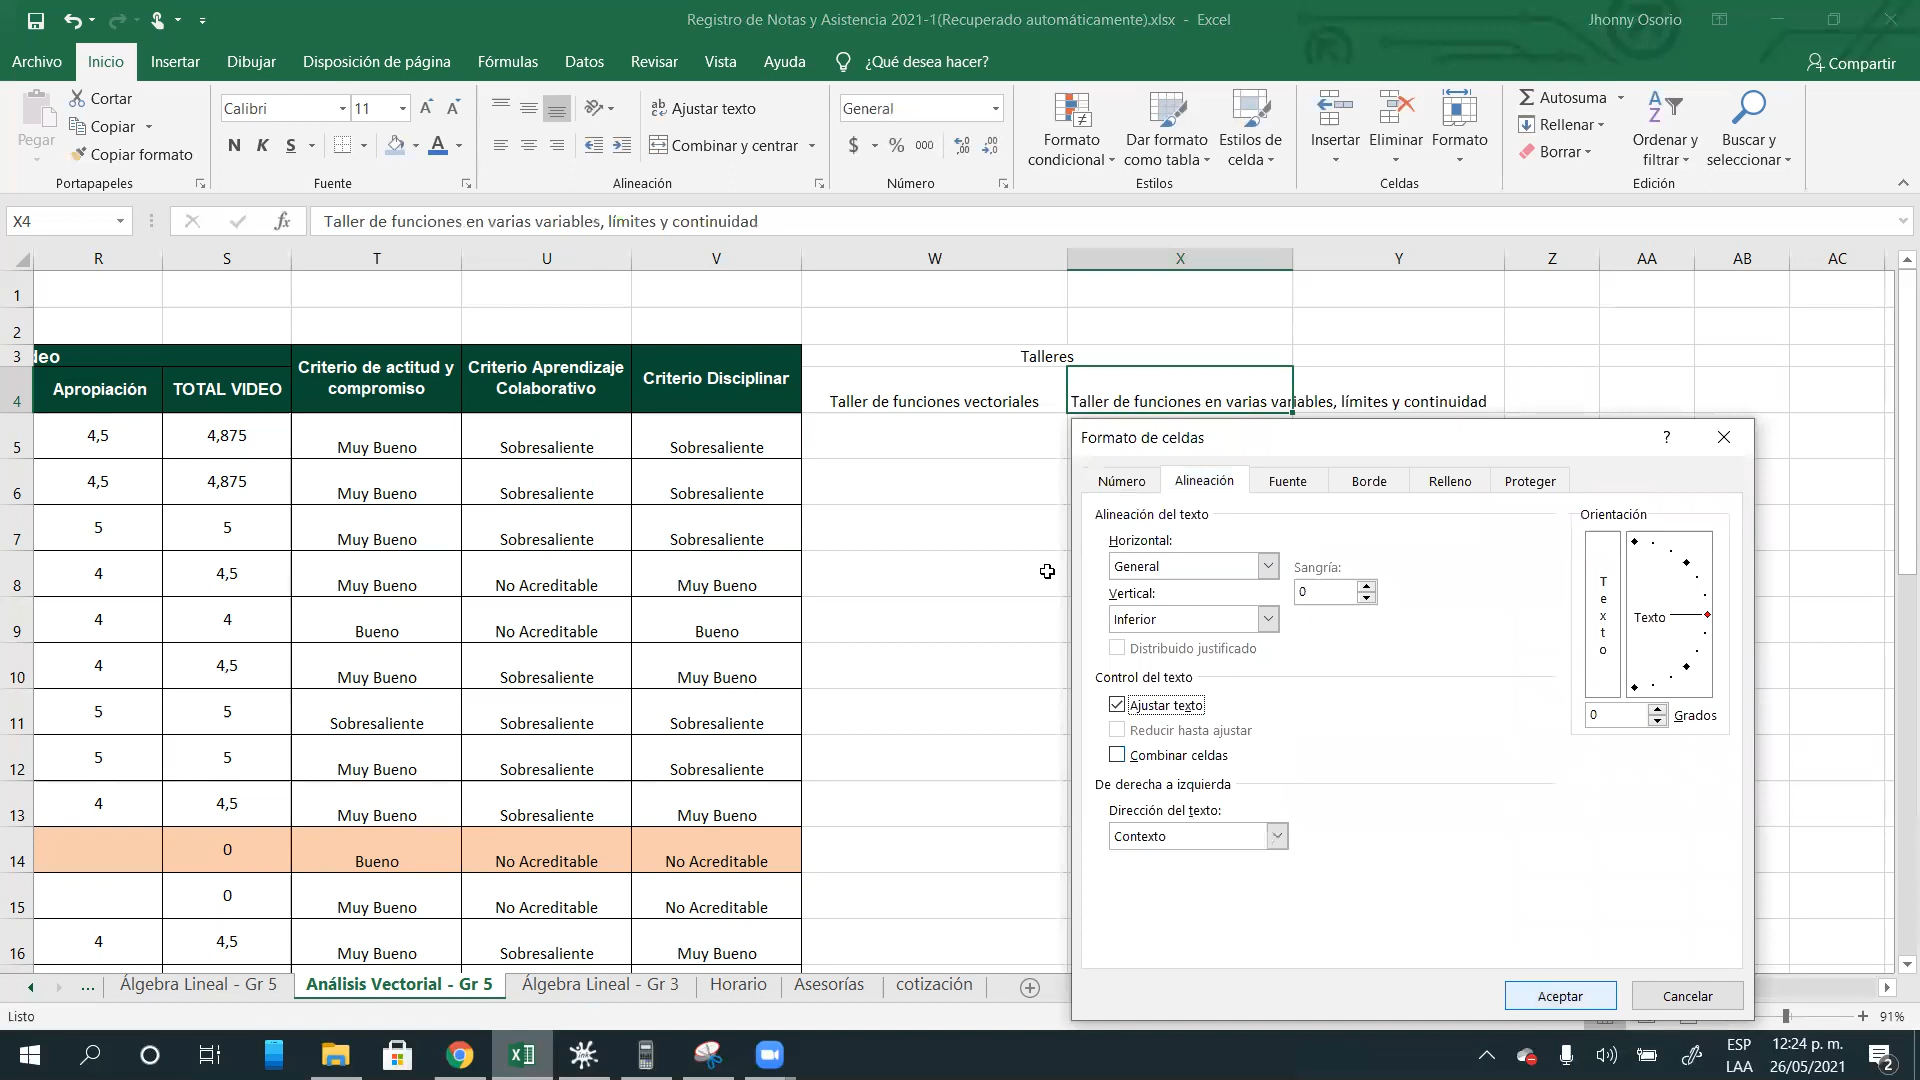 Registro de Notas y Asistencia 2021-1(Recuperado automáticamente).xlsx - Excel
Jhonny Osorio
Archivo Inicio Insertar Dibujar Disposición de página Fórmulas Datos Revisar Vista Ayuda ¿Qué desea hacer? Compartir
Pegar
Cortar
Copiar
Copiar formato
Portapapeles
Calibri 11
N K S
Fuente
Ajustar texto
Combinar y centrar
Alineación
General
$ % 000
Número
Formato condicional
Dar formato como tabla
Estilos de celda
Estilos
Insertar Eliminar Formato
Celdas
Autosuma
Rellenar
Borrar
Ordenar y filtrar
Buscar y seleccionar
Edición
X4 fx Taller de funciones en varias variables, límites y continuidad
R S T U V W X Y Z AA AB AC
1
2
3 deo Criterio de actitud y compromiso Criterio Aprendizaje Colaborativo Criterio Disciplinar Talleres
4 Apropiación TOTAL VIDEO Taller de funciones vectoriales Taller de funciones en varias variables, límites y continuidad
5 4,5 4,875 Muy Bueno Sobresaliente Sobresaliente
6 4,5 4,875 Muy Bueno Sobresaliente Sobresaliente
7 5 5 Muy Bueno Sobresaliente Sobresaliente
8 4 4,5 Muy Bueno No Acreditable Muy Bueno
9 4 4 Bueno No Acreditable Bueno
10 4 4,5 Muy Bueno Sobresaliente Muy Bueno
11 5 5 Sobresaliente Sobresaliente Sobresaliente
12 5 5 Muy Bueno Sobresaliente Sobresaliente
13 4 4,5 Muy Bueno Sobresaliente Muy Bueno
14 0 Bueno No Acreditable No Acreditable
15 0 Muy Bueno No Acreditable No Acreditable
16 4 4,5 Muy Bueno Sobresaliente Muy Bueno
Formato de celdas ?
Número Alineación Fuente Borde Relleno Proteger
Alineación del texto
Horizontal:
General
Sangría:
0
Vertical:
Inferior
Distribuido justificado
Control del texto
Ajustar texto
Reducir hasta ajustar
Combinar celdas
De derecha a izquierda
Dirección del texto:
Contexto
Orientación
Texto
Texto
0 Grados
Aceptar Cancelar
... Álgebra Lineal - Gr 5 Análisis Vectorial - Gr 5 Álgebra Lineal - Gr 3 Horario Asesorías cotización
Listo
91%
ESP
LAA
12:24 p. m.
26/05/2021
2